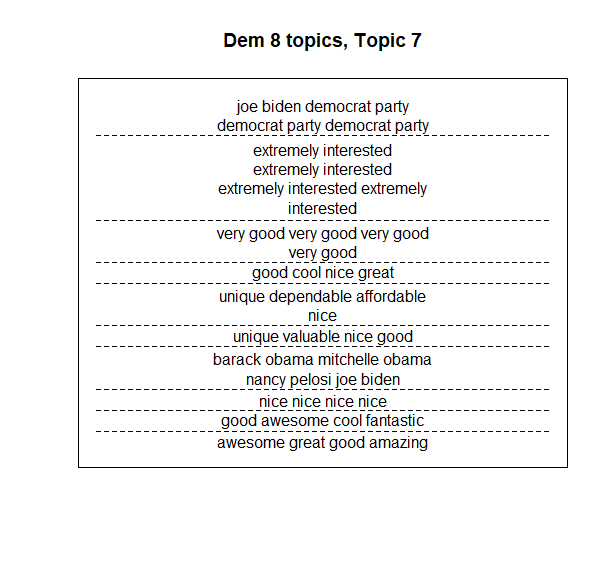 Dem 8 topics, Topic 7
joe biden democrat party
democrat party democrat party
extremely interested
extremely interested
extremely interested extremely
interested
very good very good very good
very good
good cool nice great
unique dependable affordable
nice
unique valuable nice good
barack obama mitchelle obama
nancy pelosi joe biden
nice nice nice nice
good awesome cool fantastic
awesome great good amazing